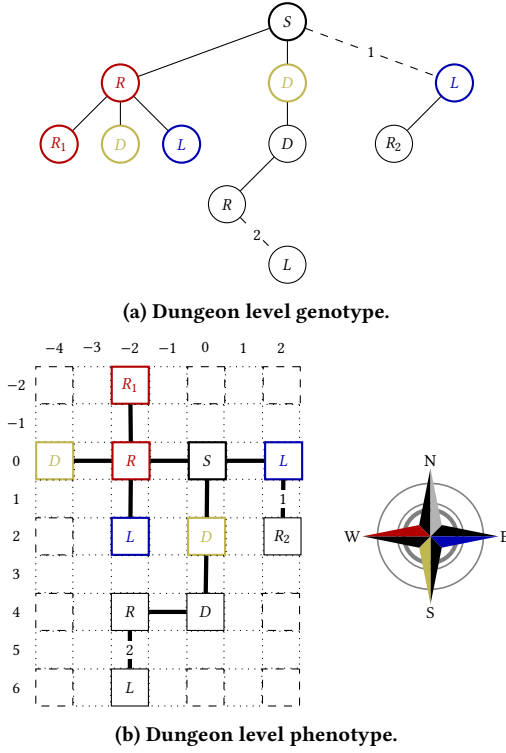 S
1
R
D
L
R1
D
L
D
R2
R
2
L
(a) Dungeon level genotype.
−4 −3 −2 −1 0 1 2
−2 R1
−1
0 D R S L
N
1 1
2 L D R2
W E
3
S
4 R D
5 2
6 L
(b) Dungeon level phenotype.